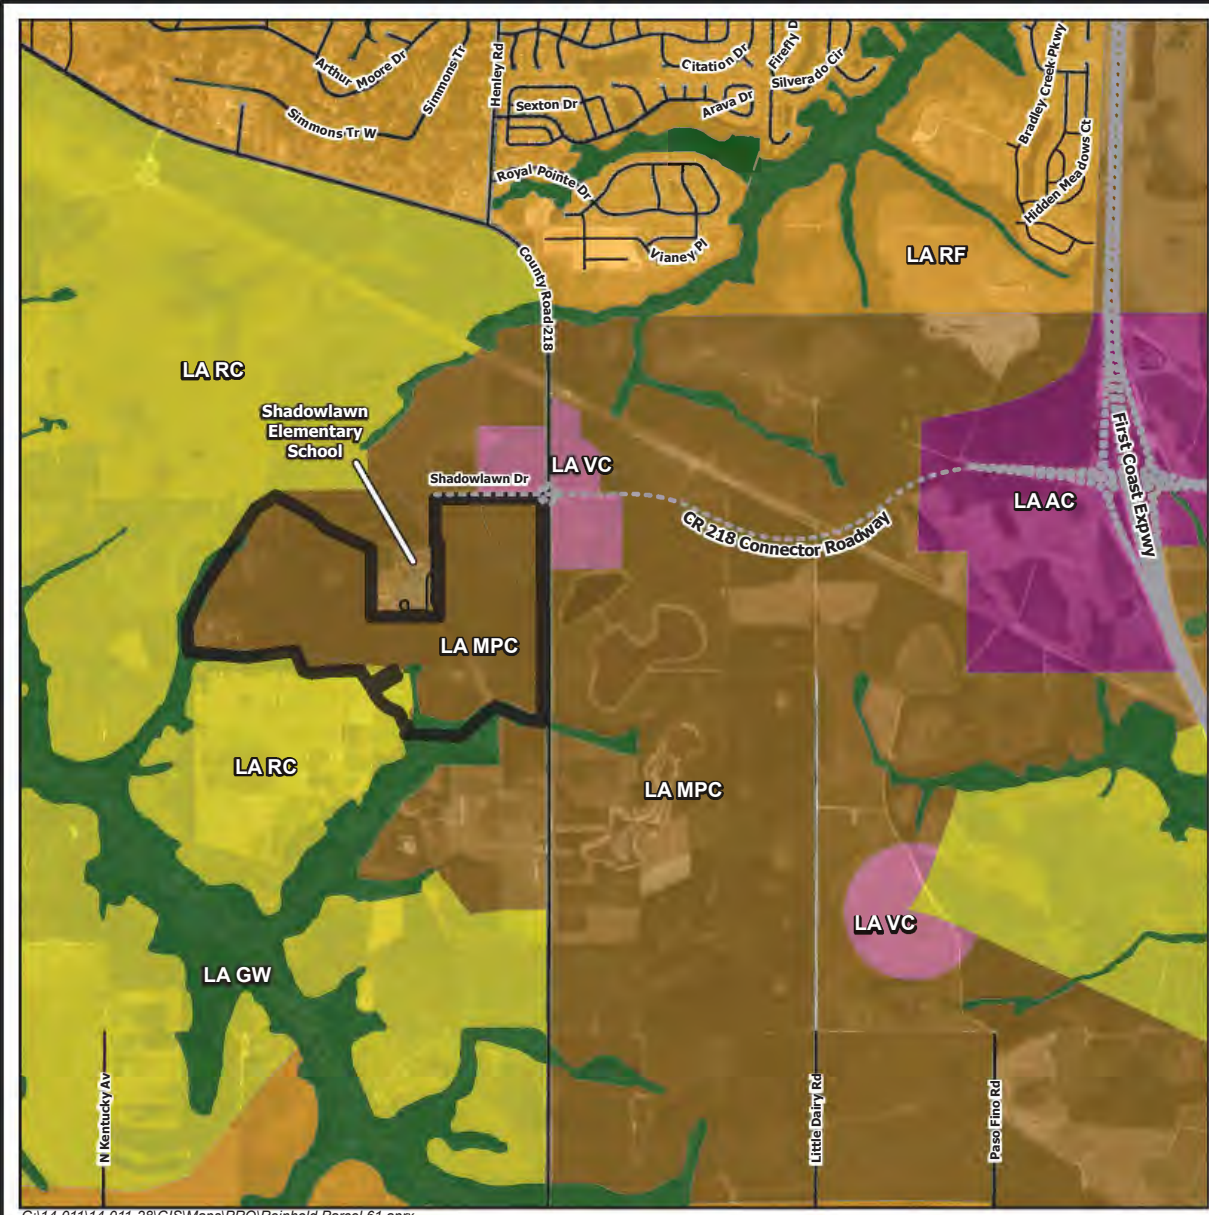 Arthur Moore Dr
Simmons Tr
Henley Rd
Citation Dr
Firefly D
Silverado Cir
Bradley Creek Pkwy
Simmons Tr W
Sexton Dr
Arava Dr
Hidden Meadows Ct
Royal Pointe Dr
Vianey Pl
County Road 218
LA RF
LA RC
Shadowlawn
Elementary
School
Shadowlawn Dr
LA VC
LA AC
First Coast Expwy
CR 218 Connector Roadway
LA MPC
LA RC
LA MPC
LA VC
LA GW
N Kentucky Av
Little Dairy Rd
Paso Fino Rd